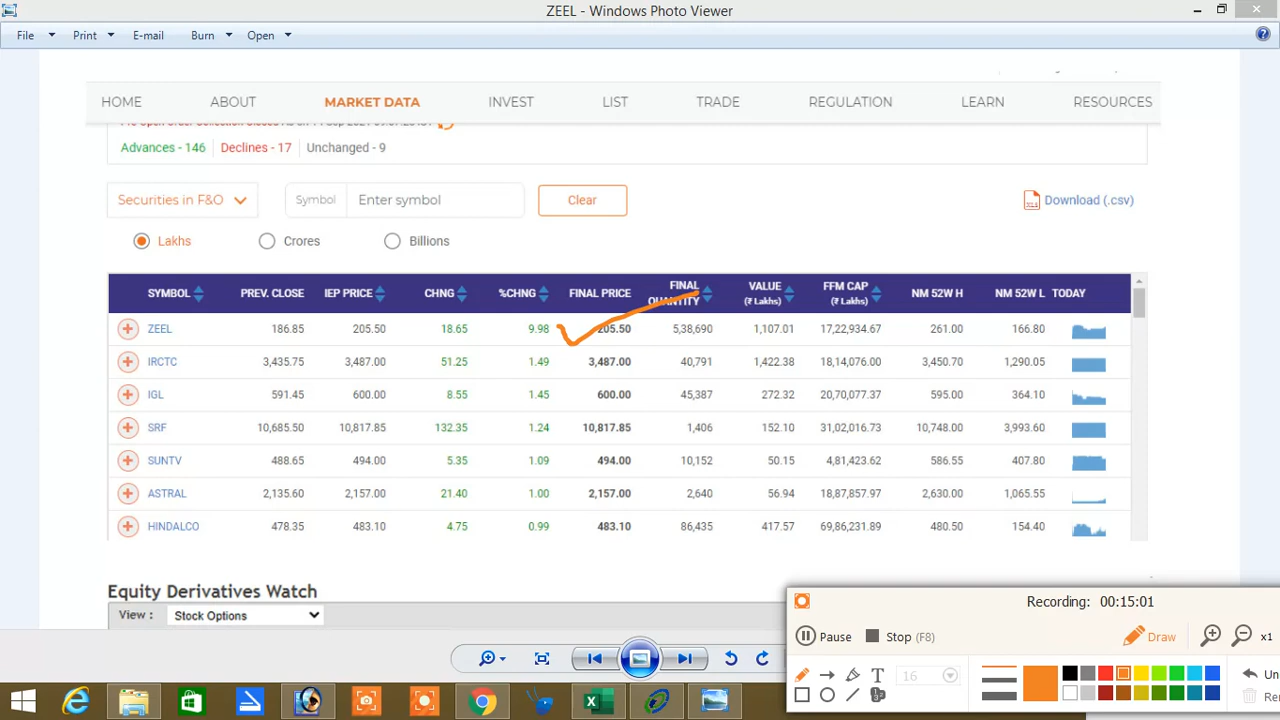 ZEEL - Windows Photo Viewer
File Print E-mail Burn Open
HOME ABOUT MARKET DATA INVEST LIST TRADE REGULATION LEARN RESOURCES
Advances - 146 Declines - 17 Unchanged - 9
Securities in F&O Symbol Enter symbol Clear Download (.csv)
Lakhs Crores Billions
SYMBOL PREV. CLOSE IEP PRICE CHNG %CHNG FINAL PRICE FINAL QUANTITY VALUE (₹ Lakhs) FFM CAP (₹ Lakhs) NM 52W H NM 52W L TODAY
ZEEL 186.85 205.50 18.65 9.98 205.50 5,38,690 1,107.01 17,22,934.67 261.00 166.80
IRCTC 3,435.75 3,487.00 51.25 1.49 3,487.00 40,791 1,422.38 18,14,076.00 3,450.70 1,290.05
IGL 591.45 600.00 8.55 1.45 600.00 45,387 272.32 20,70,077.37 595.00 364.10
SRF 10,685.50 10,817.85 132.35 1.24 10,817.85 1,406 152.10 31,02,016.73 10,748.00 3,993.60
SUNTV 488.65 494.00 5.35 1.09 494.00 10,152 50.15 4,81,423.62 586.55 407.80
ASTRAL 2,135.60 2,157.00 21.40 1.00 2,157.00 2,640 56.94 18,87,857.97 2,630.00 1,065.55
HINDALCO 478.35 483.10 4.75 0.99 483.10 86,435 417.57 69,86,231.89 480.50 154.40
Equity Derivatives Watch
View : Stock Options
Recording: 00:15:01
Pause Stop (F8) Draw x1
T 16 Un
Re